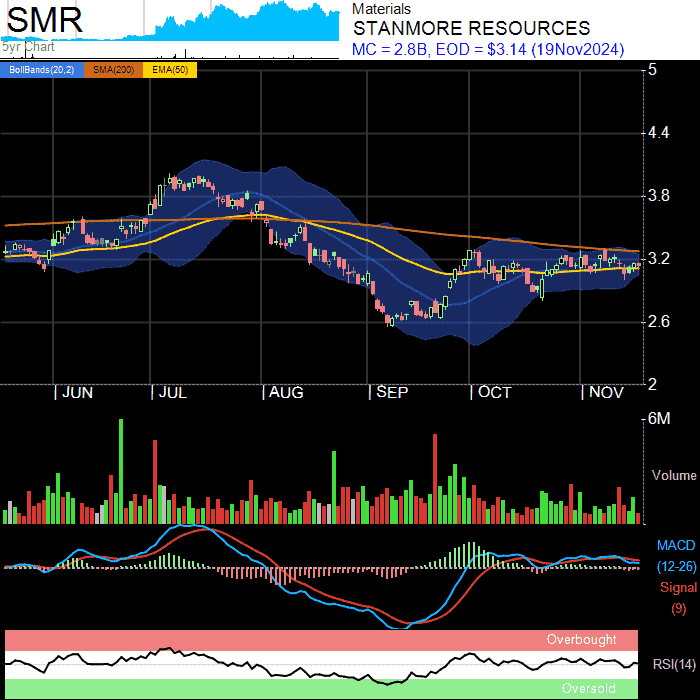 SMR
5yr Chart
Materials
STANMORE RESOURCES
MC = 2.8B, EOD = $3.14 (19Nov2024)
BollBands(20,2) SMA(200) EMA(50)
5
4.4
3.8
3.2
2.6
2
JUN JUL AUG SEP OCT NOV
6M
Volume
MACD
(12-26)
Signal
(9)
Overbought
RSI(14)
Oversold